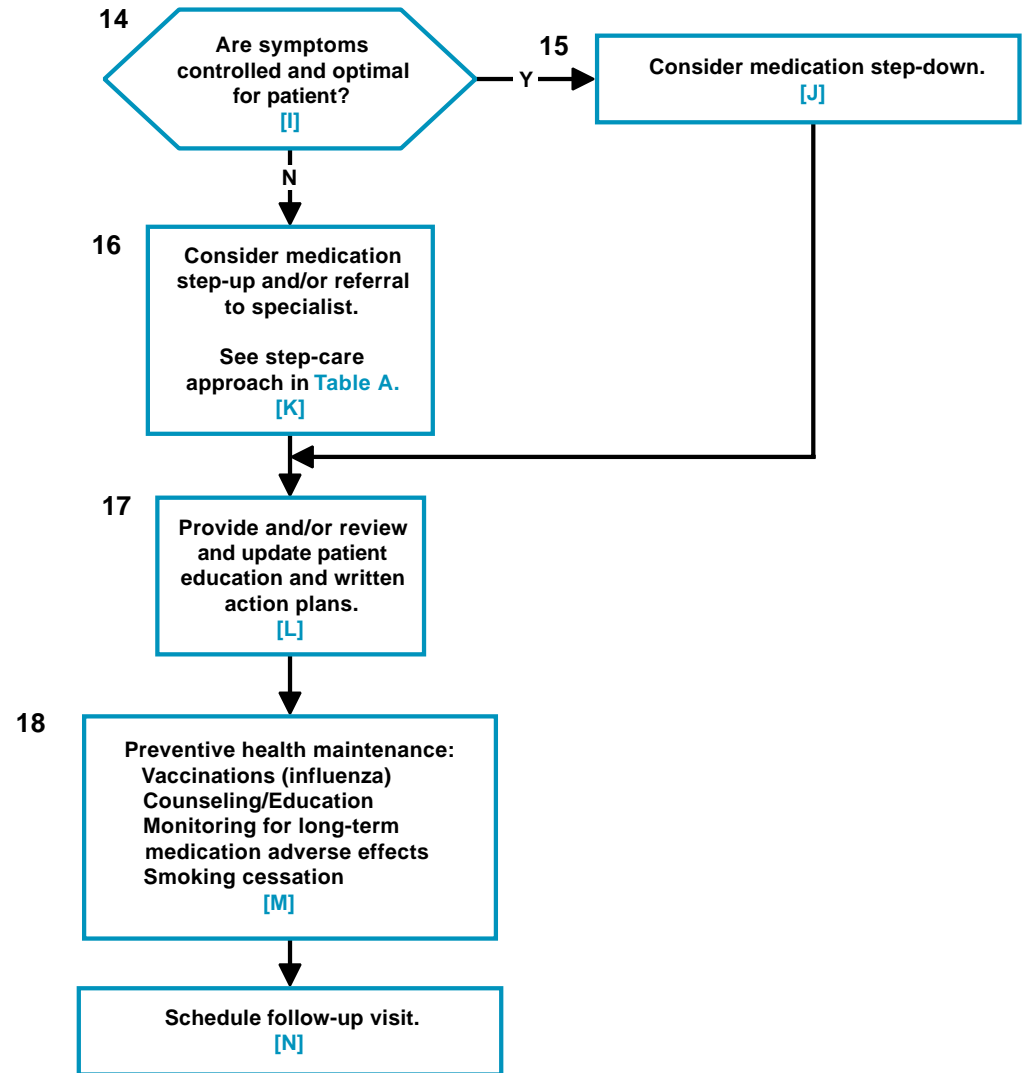 14
Are symptoms
controlled and optimal
for patient?
[I]
Y
15
Consider medication step-down.
[J]
N
16
Consider medication
step-up and/or referral
to specialist.
See step-care
approach in Table A.
[K]
17
Provide and/or review
and update patient
education and written
action plans.
[L]
18
Preventive health maintenance:
Vaccinations (influenza)
Counseling/Education
Monitoring for long-term
medication adverse effects
Smoking cessation
[M]
Schedule follow-up visit.
[N]